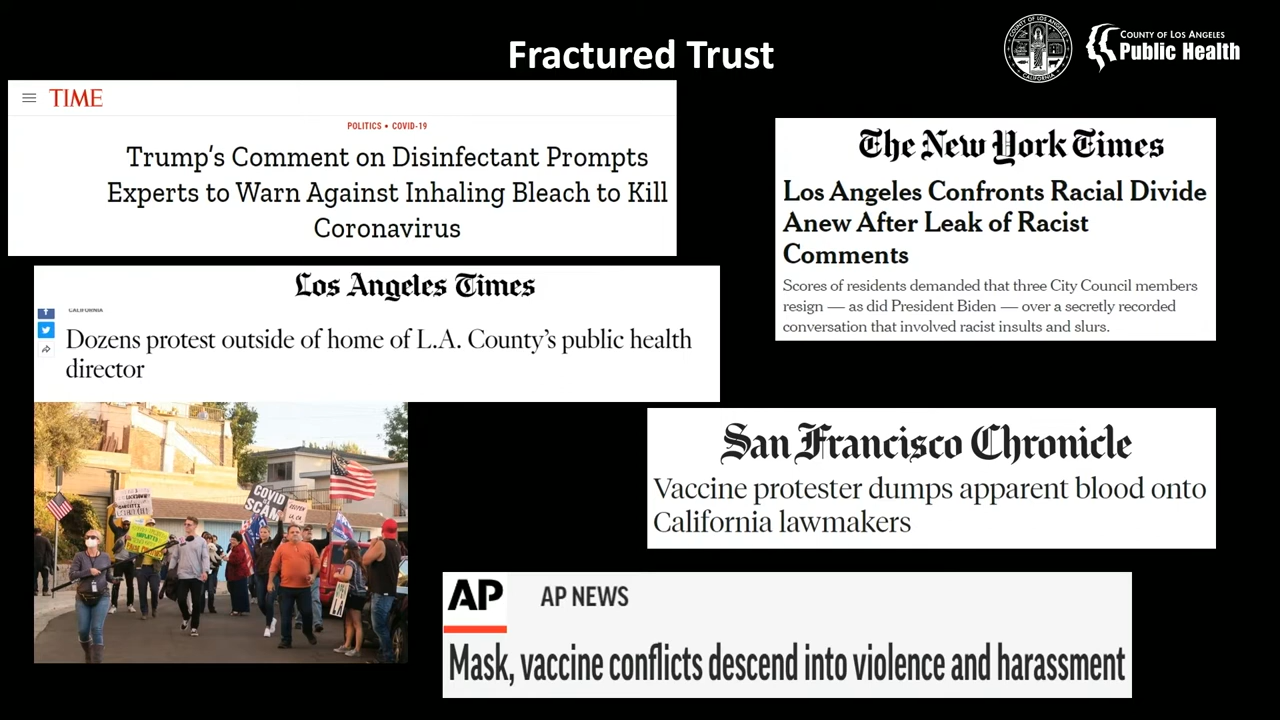 Fractured Trust
COUNTY OF LOS ANGELES
Public Health
TIME
POLITICS • COVID-19
Trump's Comment on Disinfectant Prompts
Experts to Warn Against Inhaling Bleach to Kill
Coronavirus
The New York Times
Los Angeles Confronts Racial Divide
Anew After Leak of Racist
Comments
Scores of residents demanded that three City Council members
resign — as did President Biden — over a secretly recorded
conversation that involved racist insults and slurs.
Los Angeles Times
CALIFORNIA
Dozens protest outside of home of L.A. County's public health
director
COVID
SCAM
San Francisco Chronicle
Vaccine protester dumps apparent blood onto
California lawmakers
AP AP NEWS
Mask, vaccine conflicts descend into violence and harassment